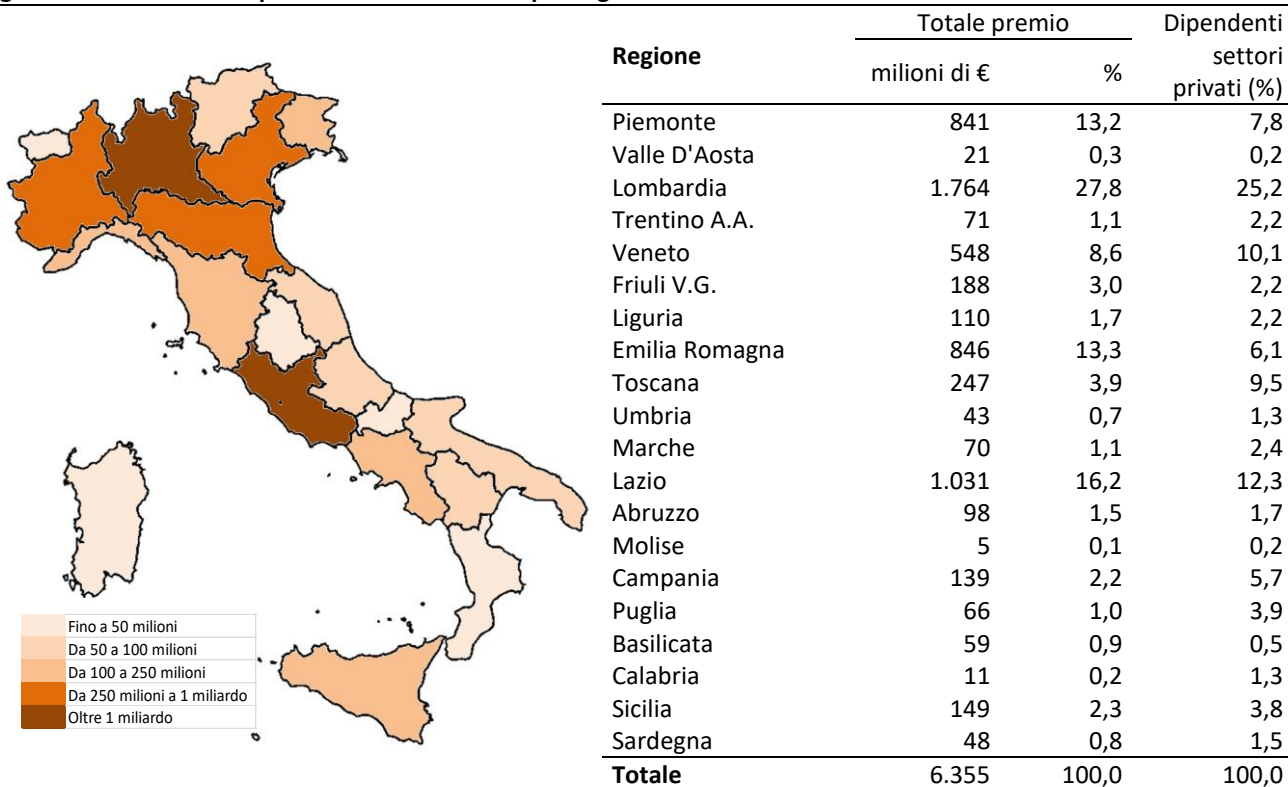 Totale premio Dipendenti
Regione settori
milioni di € % privati (%)
Piemonte 841 13,2 7,8
Valle D'Aosta 21 0,3 0,2
Lombardia 1.764 27,8 25,2
Trentino A.A. 71 1,1 2,2
Veneto 548 8,6 10,1
Friuli V.G. 188 3,0 2,2
Liguria 110 1,7 2,2
Emilia Romagna 846 13,3 6,1
Toscana 247 3,9 9,5
Umbria 43 0,7 1,3
Marche 70 1,1 2,4
Lazio 1.031 16,2 12,3
Abruzzo 98 1,5 1,7
Molise 5 0,1 0,2
Campania 139 2,2 5,7
Puglia 66 1,0 3,9
Basilicata 59 0,9 0,5
Calabria 11 0,2 1,3
Sicilia 149 2,3 3,8
Sardegna 48 0,8 1,5
Totale 6.355 100,0 100,0
Fino a 50 milioni
Da 50 a 100 milioni
Da 100 a 250 milioni
Da 250 milioni a 1 miliardo
Oltre 1 miliardo